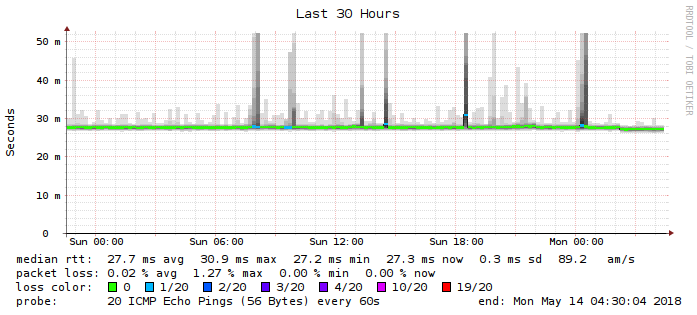 Last 30 Hours
RRDTOOL / TOBI OETIKER
Seconds
50 m
40 m
30 m
20 m
10 m
0
Sun 00:00 Sun 06:00 Sun 12:00 Sun 18:00 Mon 00:00
median rtt: 27.7 ms avg 30.9 ms max 27.2 ms min 27.3 ms now 0.3 ms sd 89.2 am/s
packet loss: 0.02 % avg 1.27 % max 0.00 % min 0.00 % now
loss color: 0 1/20 2/20 3/20 4/20 10/20 19/20
probe: 20 ICMP Echo Pings (56 Bytes) every 60s end: Mon May 14 04:30:04 2018